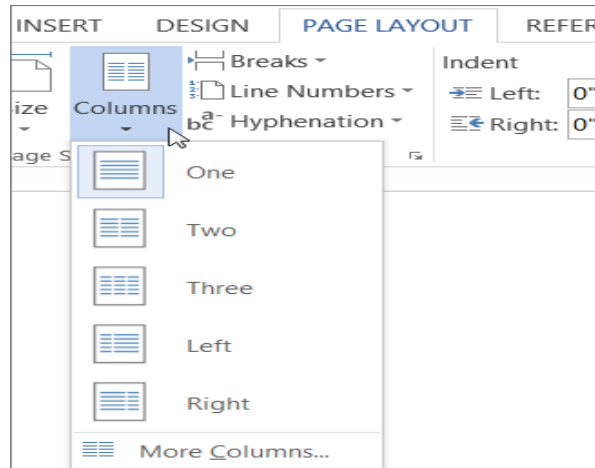 INSERT DESIGN PAGE LAYOUT REFER
Breaks Indent
Line Numbers Left: 0"
ize Columns
bc a- Hyphenation Right: 0"
age S
One
Two
Three
Left
Right
More Columns...